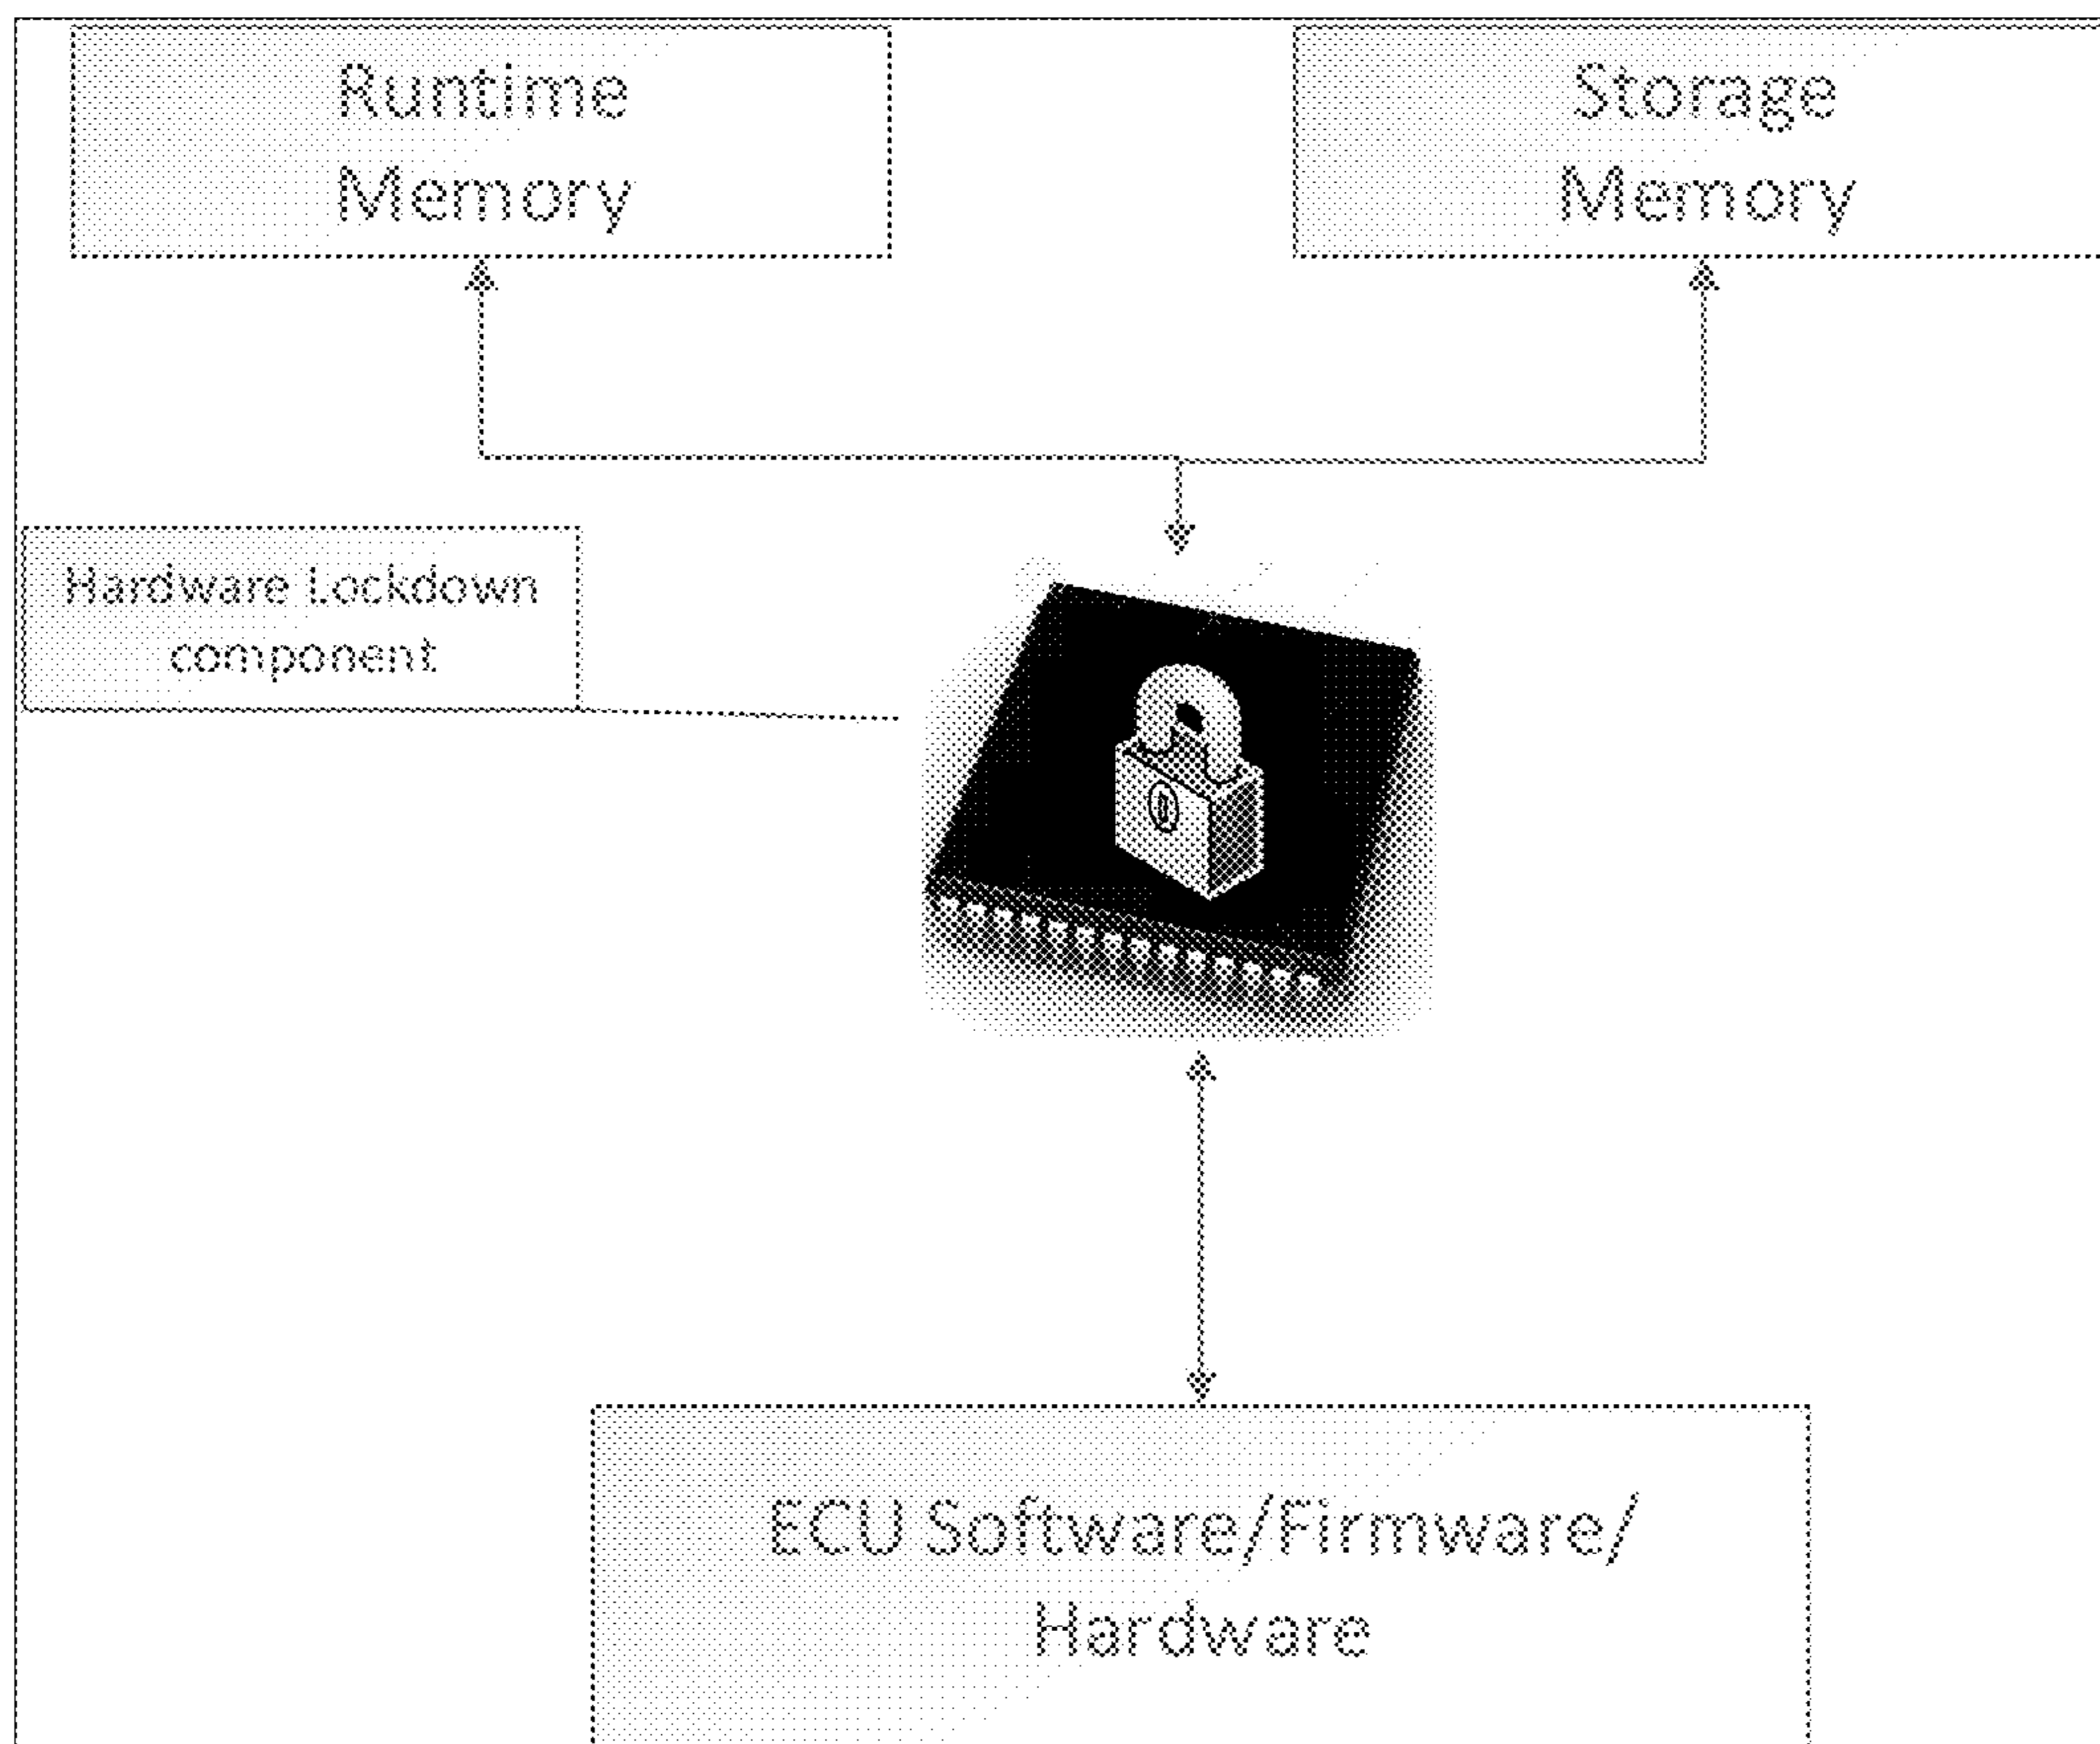 Runtime
Memory
Storage
Memory
Hardware Lockdown
component
ECU Software/Firmware/
Hardware